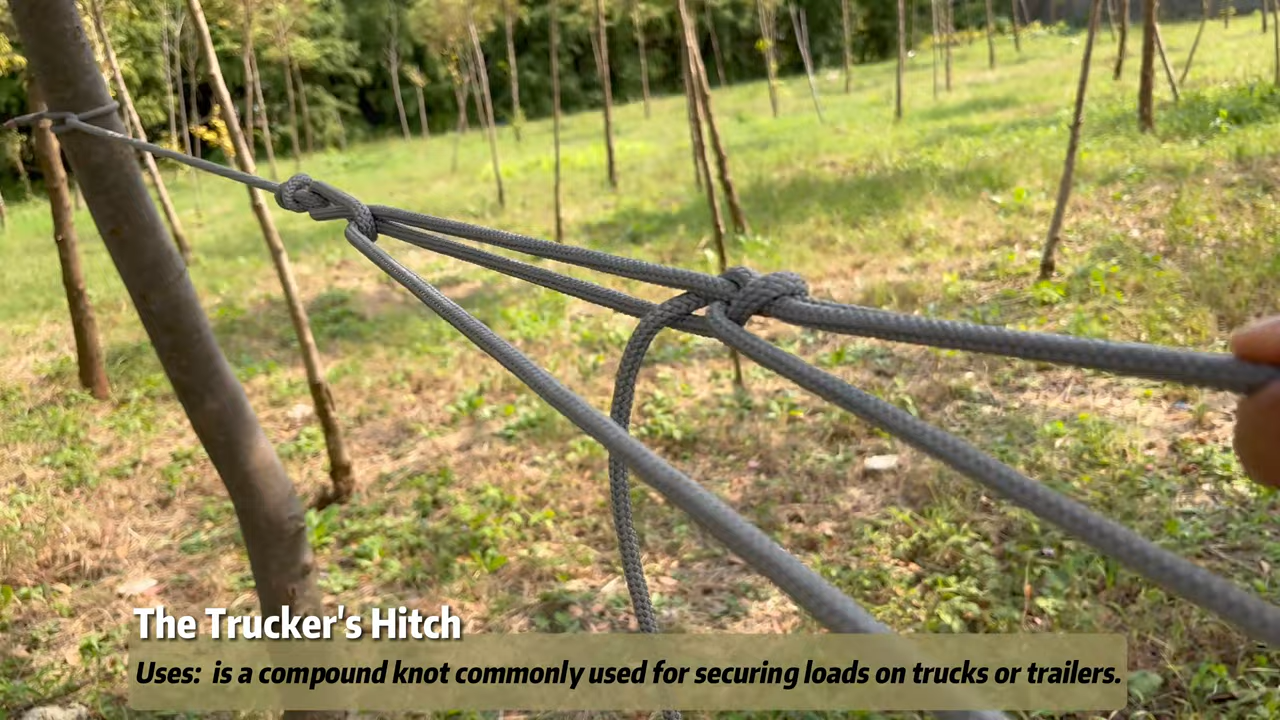 The Trucker's Hitch
Uses:  is a compound knot commonly used for securing loads on trucks or trailers.